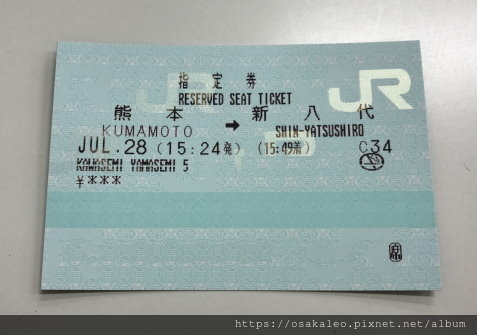 JR
指定券
RESERVED SEAT TICKET
熊本 → 新八代
KUMAMOTO SHIN-YATSUSHIRO
JUL.28 (15:24発) (15:49着) C34
KAWASEMI YAMASEMI 5
¥***
https://osakaleo.pixnet.net/album